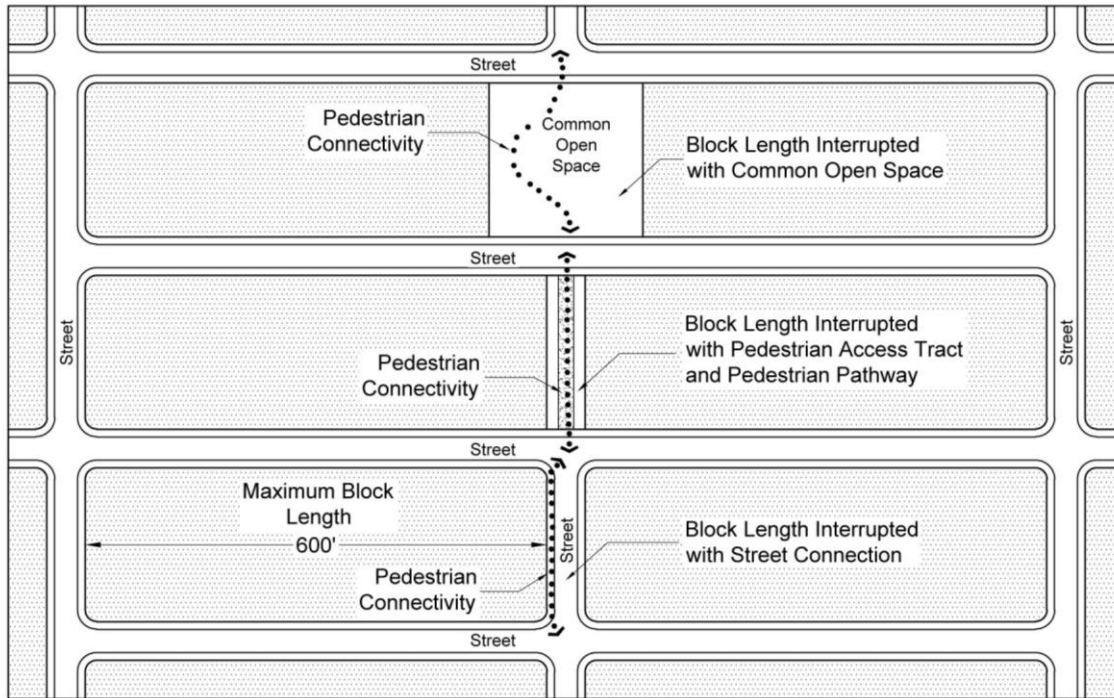 Street
Pedestrian
Connectivity
Common
Open
Space
Block Length Interrupted
with Common Open Space
Street
Street
Street
Pedestrian
Connectivity
Block Length Interrupted
with Pedestrian Access Tract
and Pedestrian Pathway
Street
Maximum Block
Length
600'
Street
Block Length Interrupted
with Street Connection
Pedestrian
Connectivity
Street